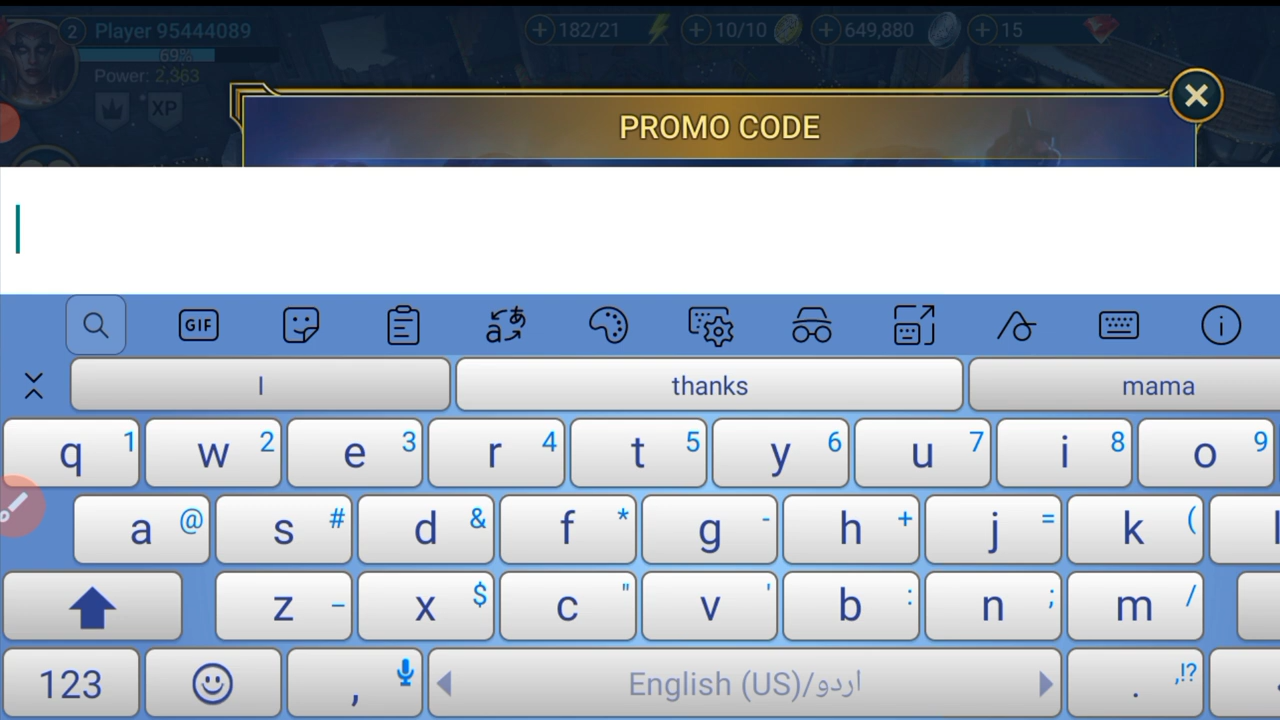 2 Player 95444089 182/21 10/10 649,880 15
69%
Power: 2,363
XP
PROMO CODE
GIF
I thanks mama
q 1 w 2 e 3 r 4 t 5 y 6 u 7 i 8 o 9
a @ s # d & f * g - h + j = k ( l
z _ x $ c " v ' b : n ; m /
123 , English (US)/اردو . ,!?